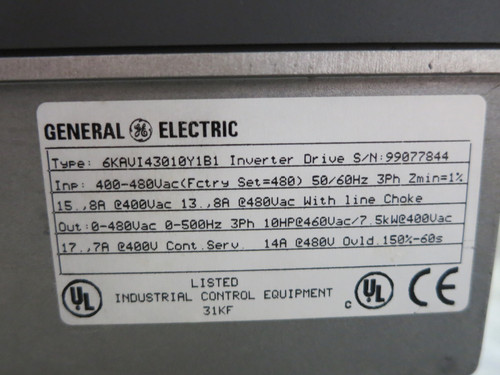 GENERAL GE ELECTRIC
Type: 6KAVI43010Y1B1 Inverter Drive S/N:99077844
Inp: 400-480Vac(Fctry Set=480) 50/60Hz 3Ph Zmin=1%
15.,8A @400Vac 13.,8A @480Vac With line Choke
Out:0-480Vac 0-500Hz 3Ph 10HP@460Vac/7.5kW@400Vac
17.,7A @400V Cont.Serv. 14A @480V Ovld.150%-60s
UL LISTED C UL CE
INDUSTRIAL CONTROL EQUIPMENT
31KF